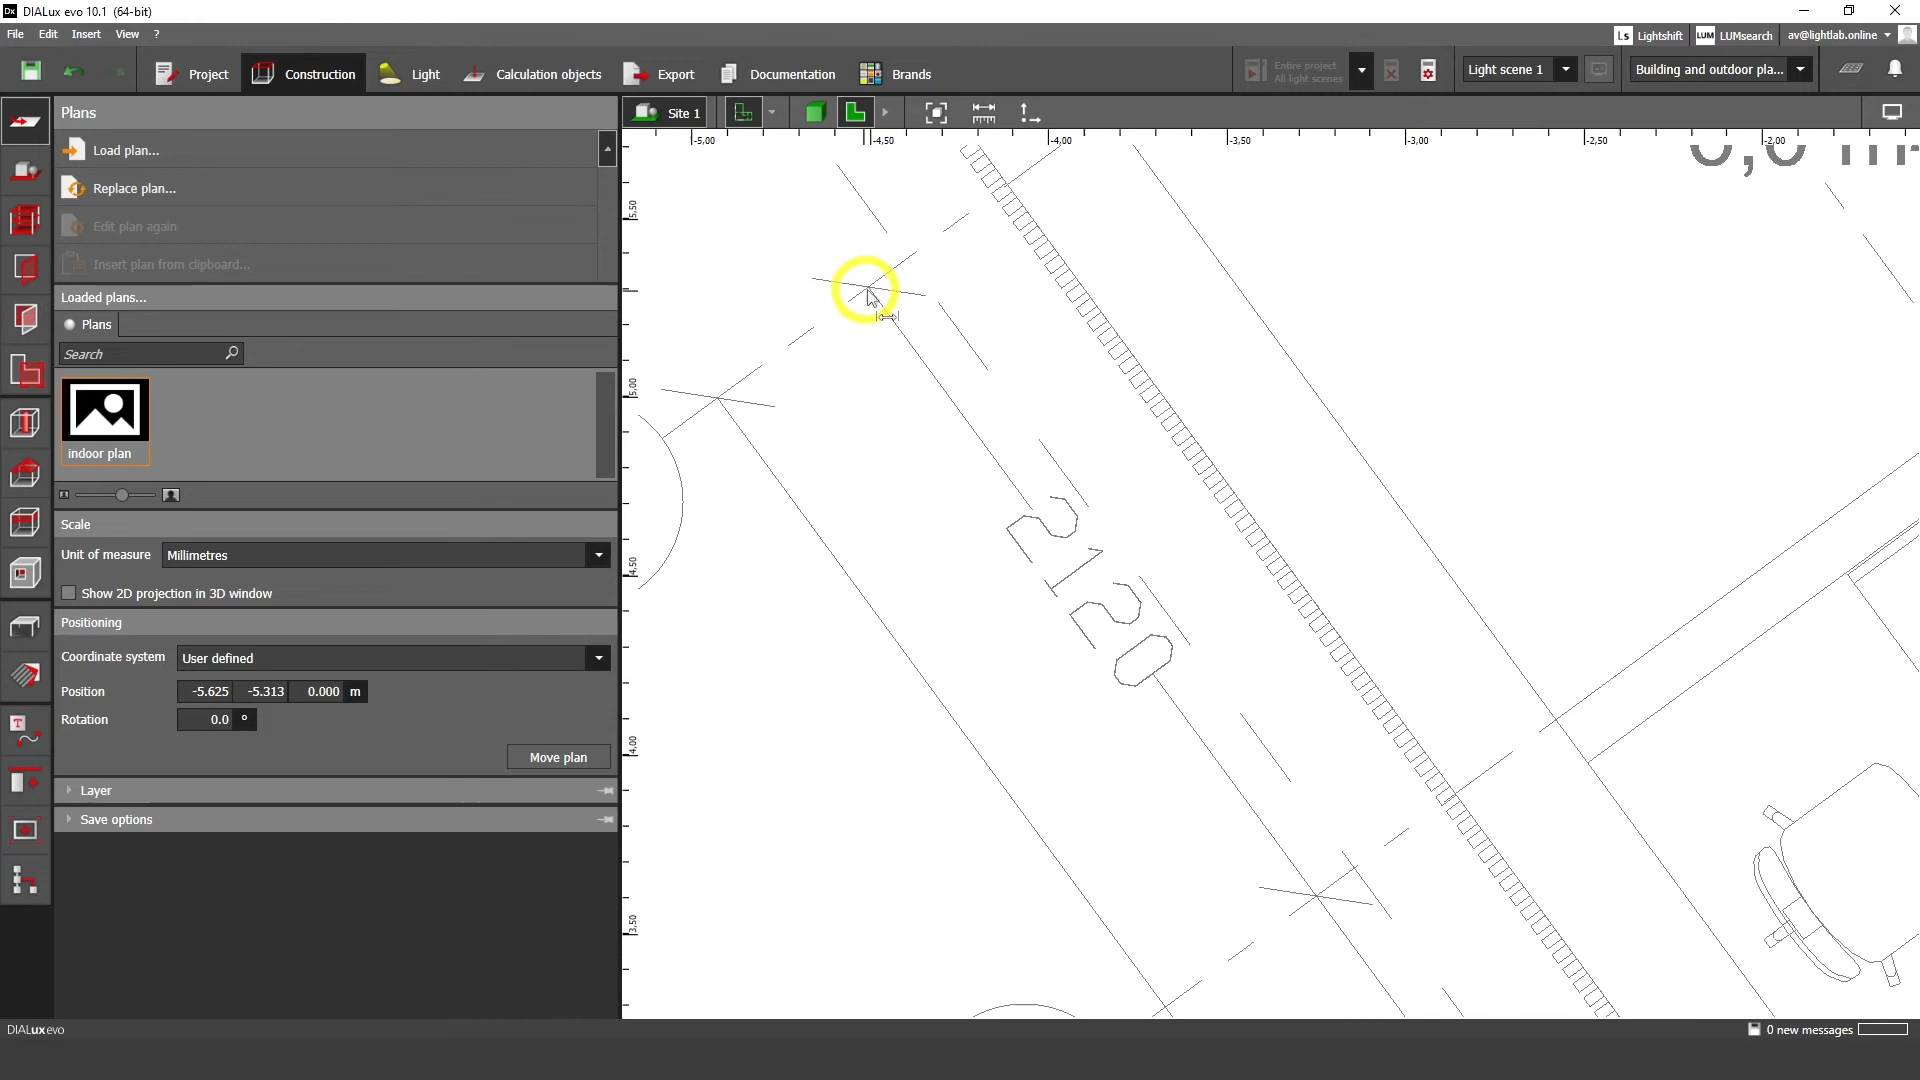 Dx DIALux evo 10.1 (64-bit)
File Edit Insert View ?
Ls Lightshift LUM LUMsearch av@lightlab.online
Project Construction Light Calculation objects Export Documentation Brands
Entire project
All light scenes
Light scene 1
Building and outdoor pla...
Plans
Site 1
Load plan...
Replace plan...
Edit plan again
Insert plan from clipboard...
Loaded plans...
Plans
Search
indoor plan
Scale
Unit of measure Millimetres
Show 2D projection in 3D window
Positioning
Coordinate system User defined
Position -5.625 -5.313 0.000 m
Rotation 0.0 °
Move plan
Layer
Save options
-5,00 -4,50 -4,00 -3,50 -3,00 -2,50 -2,00
5,50
5,00
4,50
4,00
3,50
2120
DIALux evo
0 new messages